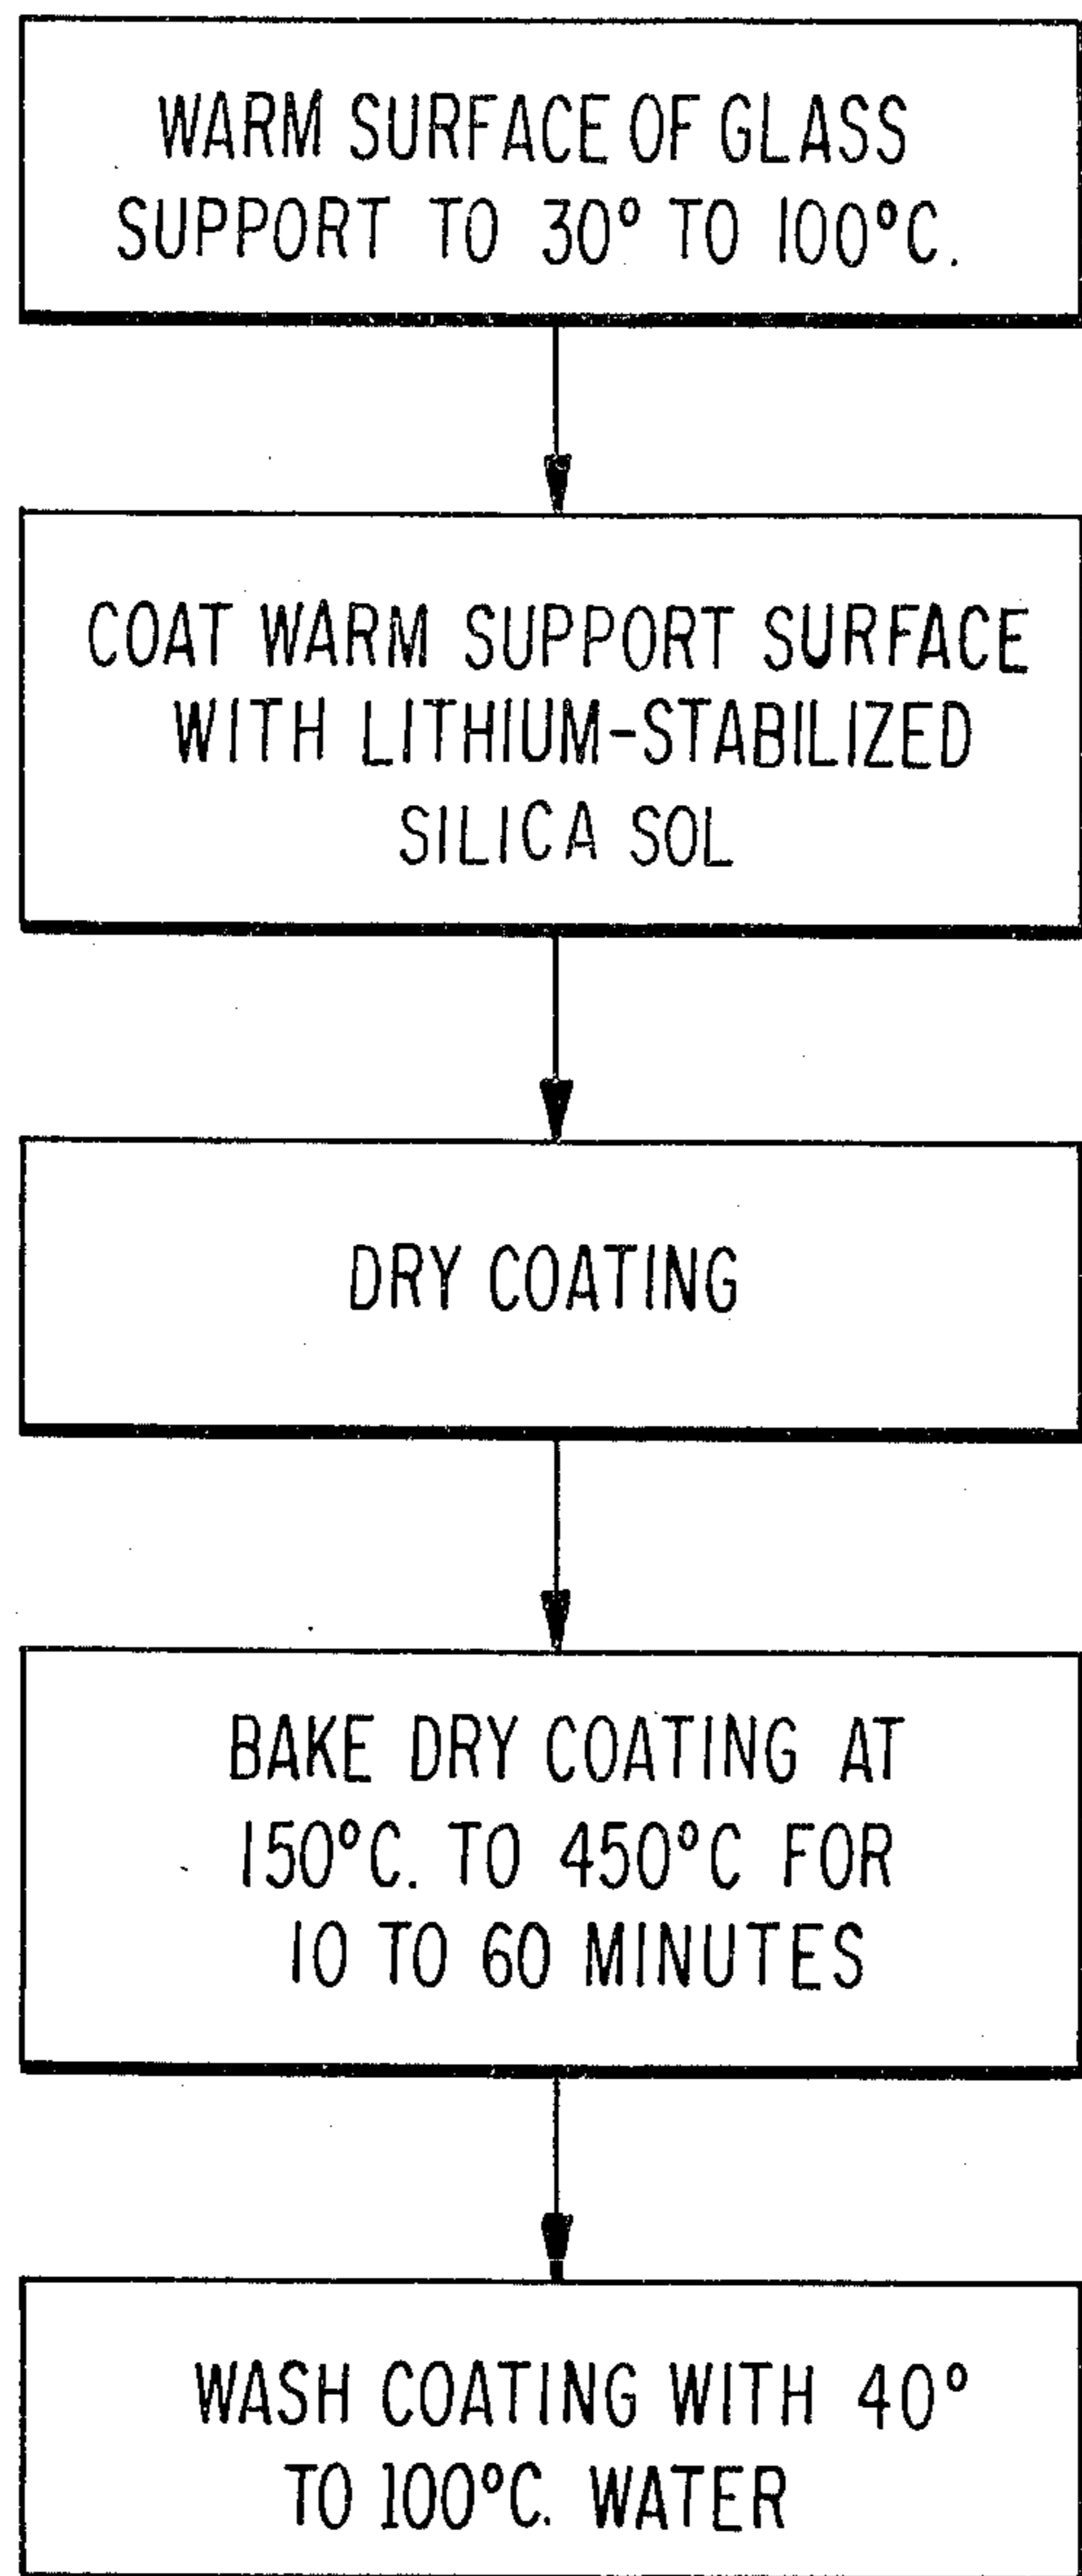 WARM SURFACE OF GLASS
SUPPORT TO 30° TO 100°C.
COAT WARM SUPPORT SURFACE
WITH LITHIUM-STABILIZED
SILICA SOL
DRY COATING
BAKE DRY COATING AT
150°C. TO 450°C FOR
10 TO 60 MINUTES
WASH COATING WITH 40°
TO 100°C. WATER